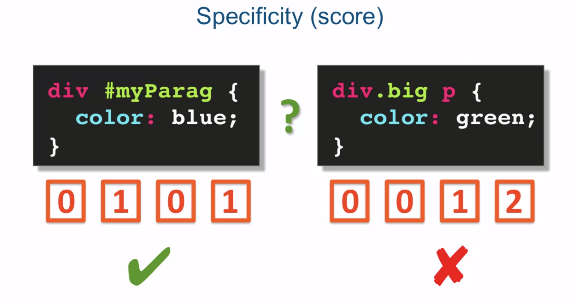 Specificity (score)
div #myParag {
color: blue;
}
?
div.big p {
color: green;
}
0 1 0 1
0 0 1 2